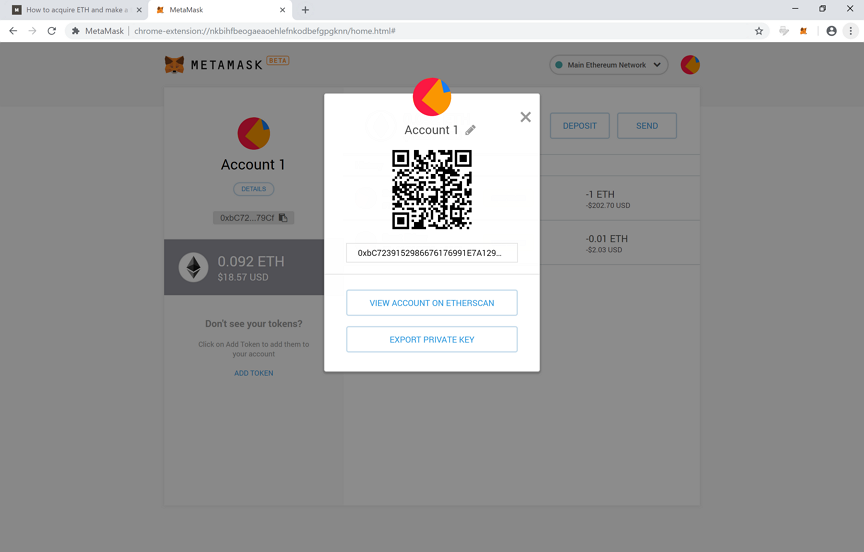 How to acquire ETH and make a
MetaMask
MetaMask
chrome-extension://nkbihfbeogaeaoehlefnkodbefgpgknn/home.html#
METAMASK
BETA
Main Ethereum Network
Account 1
DETAILS
0xbC72...79Cf
0.092 ETH
$18.57 USD
Don't see your tokens?
Click on Add Token to add them to
your account
ADD TOKEN
Account 1
0xbC7239152986676176991E7A129...
VIEW ACCOUNT ON ETHERSCAN
EXPORT PRIVATE KEY
DEPOSIT
SEND
-1 ETH
-$202.70 USD
-0.01 ETH
-$2.03 USD